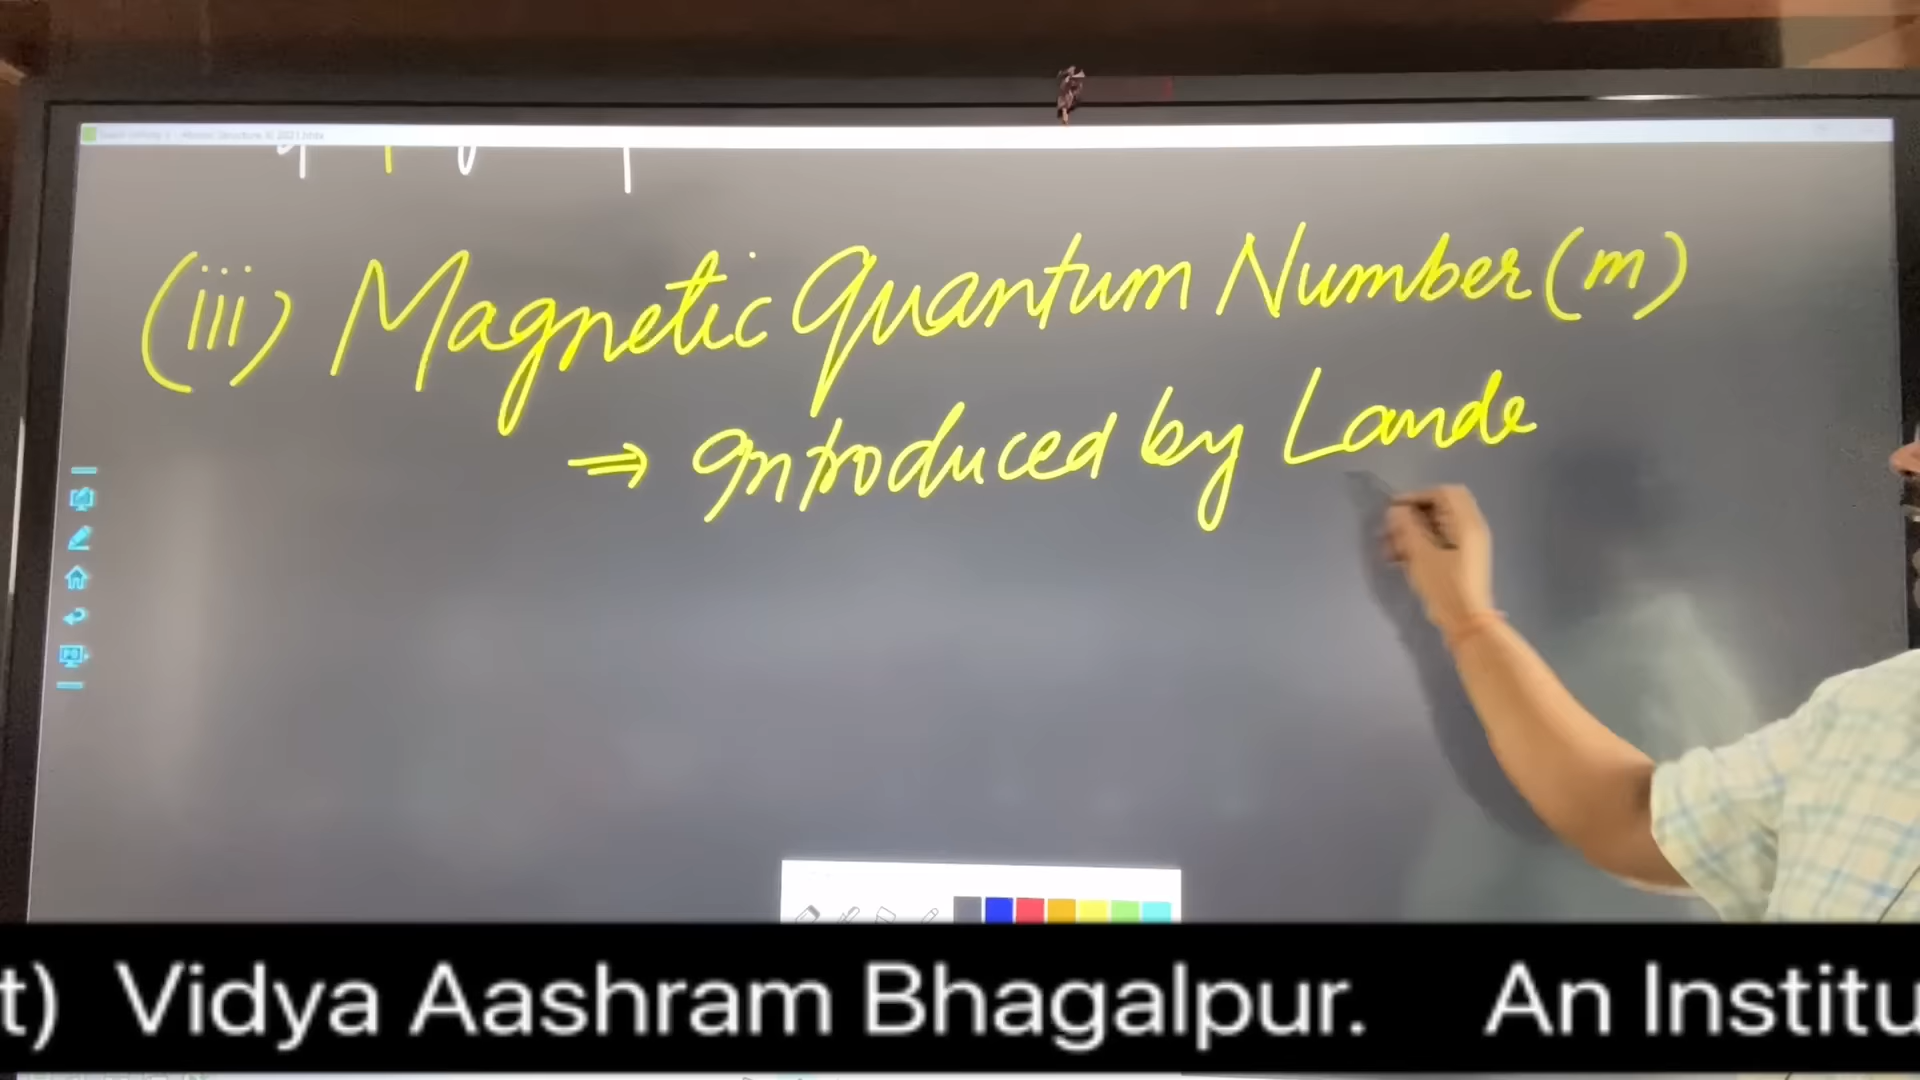 (iii) Magnetic Quantum Number (m)
⇒ Introduced by Lande
t) Vidya Aashram Bhagalpur. An Institu